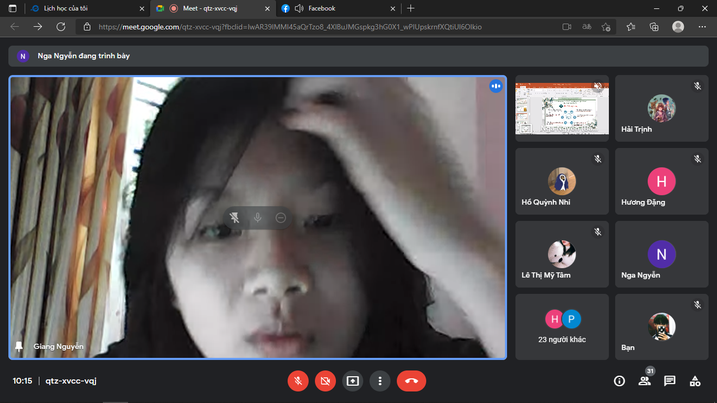 Lịch học của tôi
Meet - qtz-xvcc-vqj
Facebook
https://meet.google.com/qtz-xvcc-vqj?fbclid=
N Nga Nguyễn đang trình bày
Hải Trịnh
Hồ Quỳnh Nhi
H
Hương Đặng
Lê Thị Mỹ Tâm
N
Nga Nguyễn
H P
23 người khác
Bạn
Giang Nguyễn
10:15 | qtz-xvcc-vqj
31